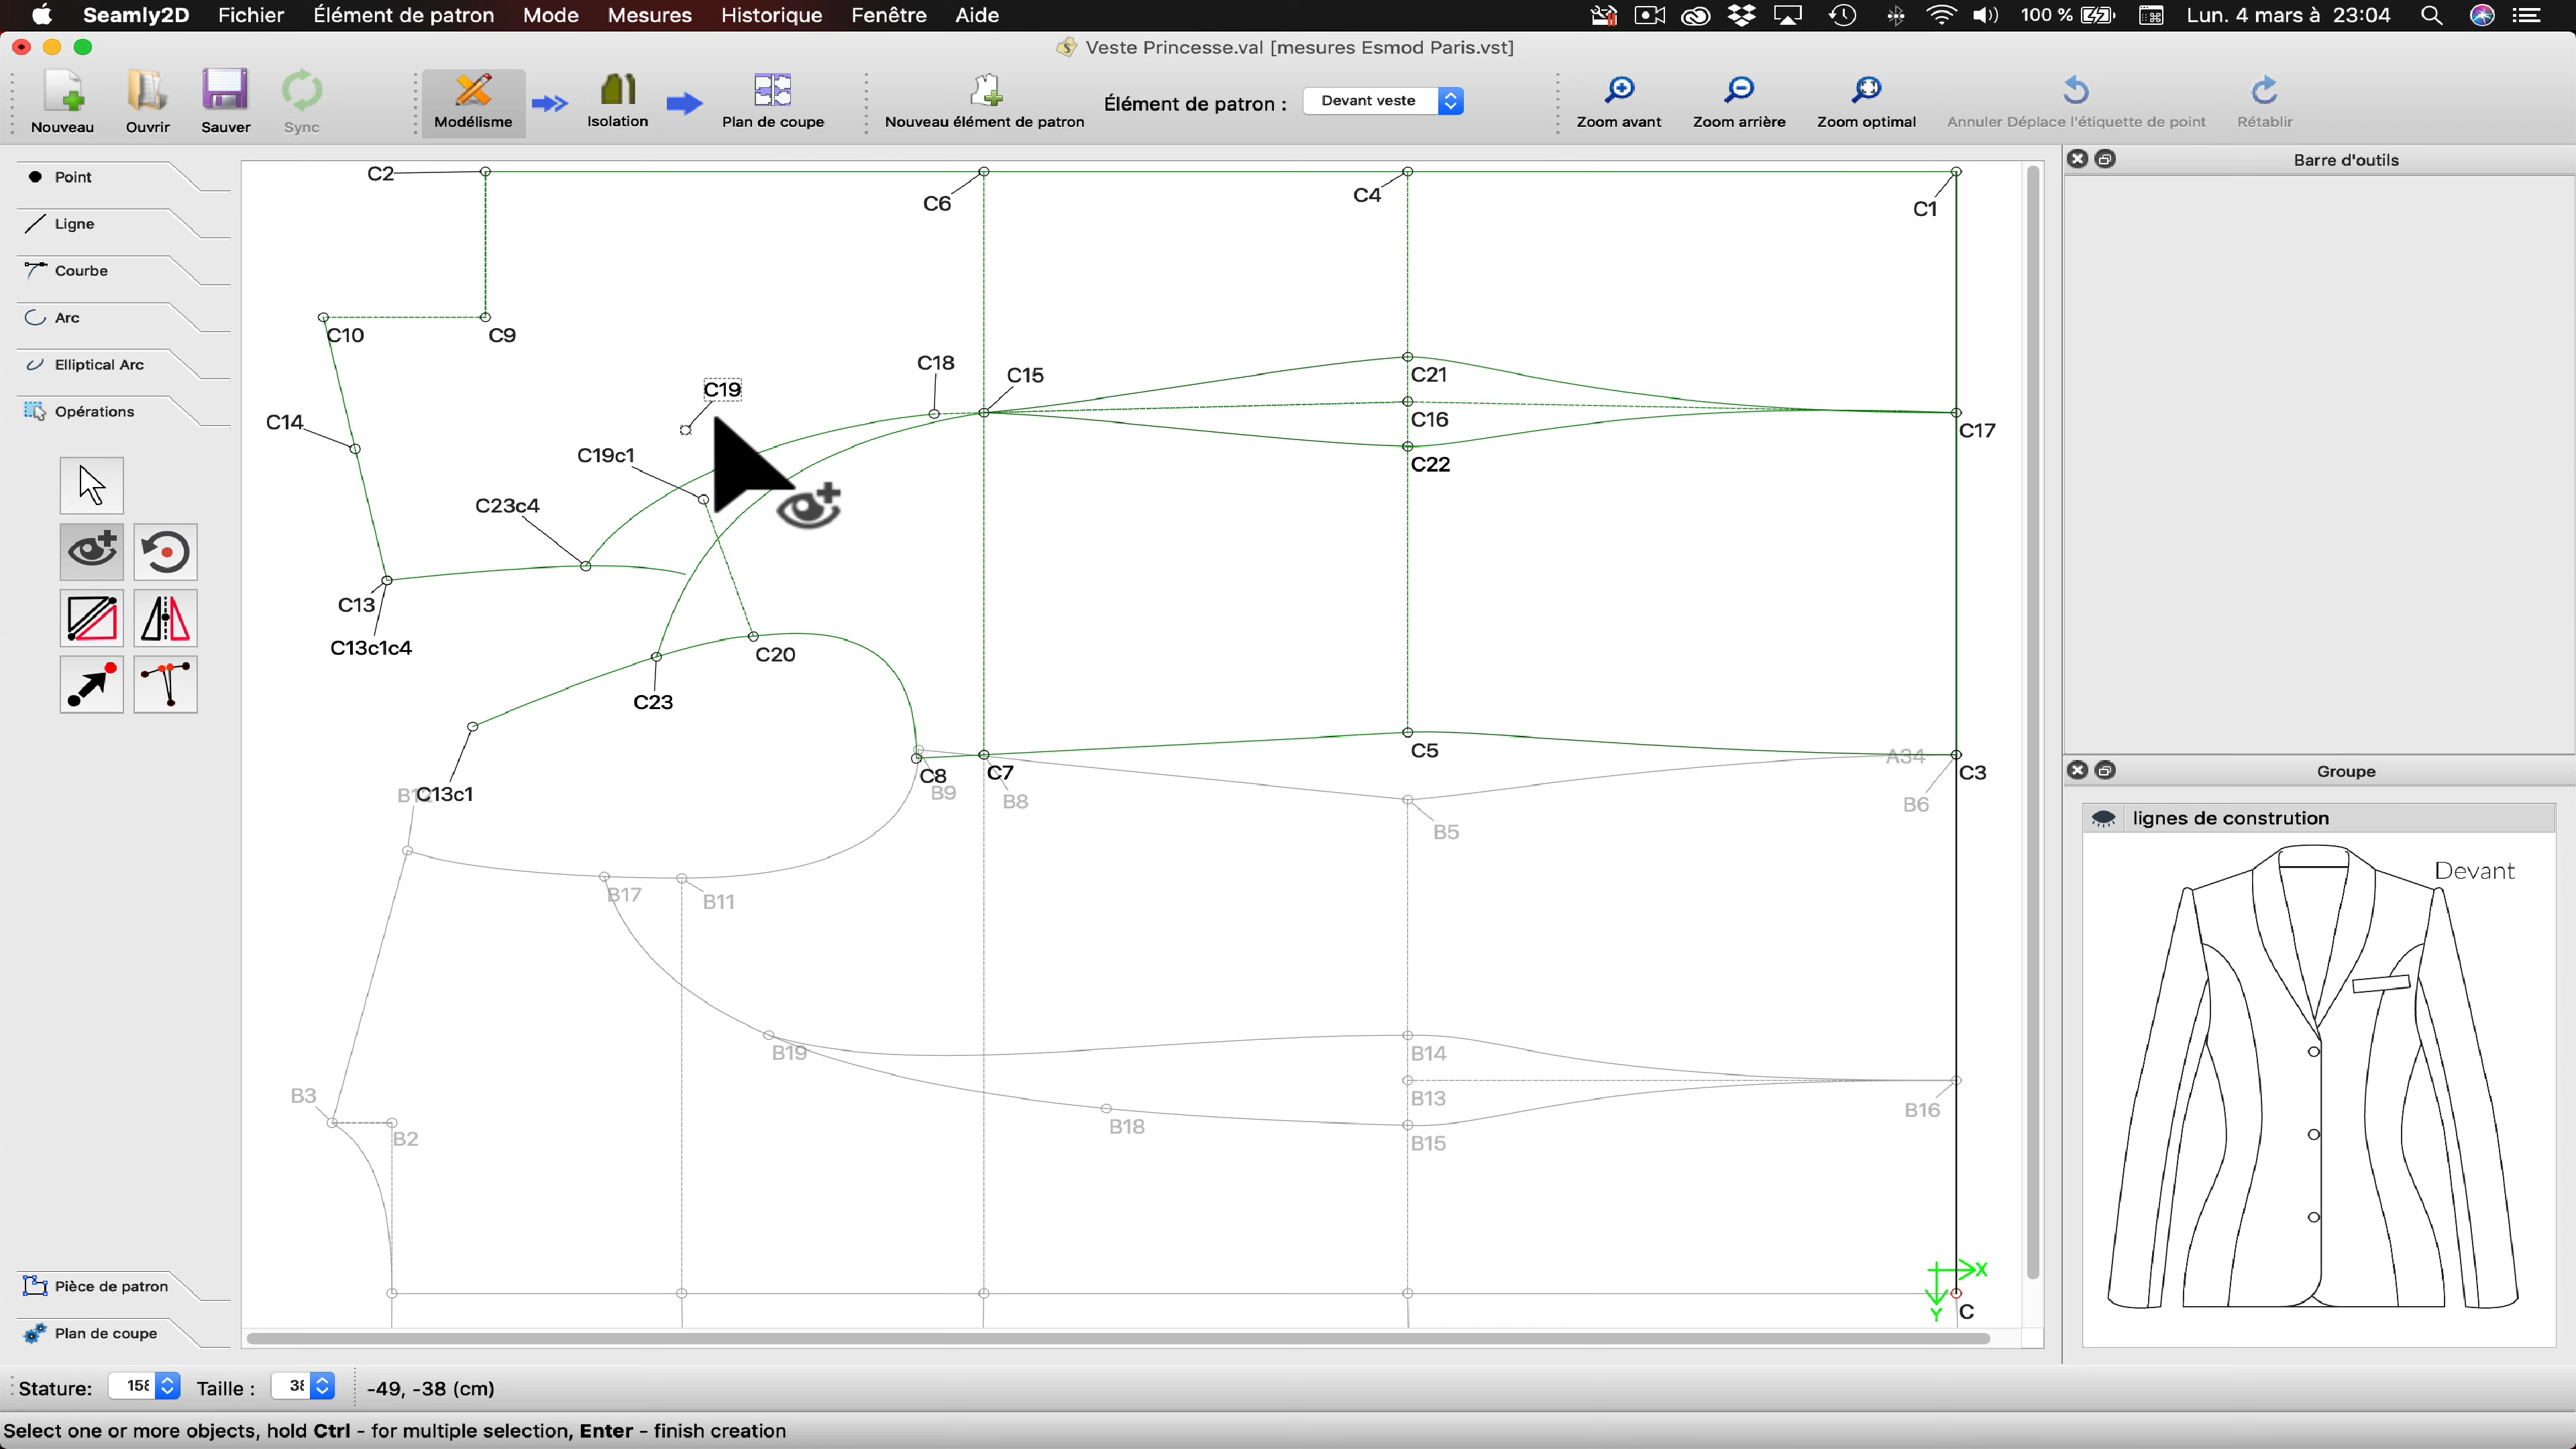 Seamly2D Fichier Élément de patron Mode Mesures Historique Fenêtre Aide 100 % Lun. 4 mars à 23:04
Veste Princesse.val [mesures Esmod Paris.vst]
Nouveau Ouvrir Sauver Sync Modélisme Isolation Plan de coupe Nouveau élément de patron Élément de patron : Devant veste Zoom avant Zoom arrière Zoom optimal Annuler Déplace l'étiquette de point Rétablir
Point
Ligne
Courbe
Arc
Elliptical Arc
Opérations
Pièce de patron
Plan de coupe
Barre d'outils
C2
C6
C4
C1
C10
C9
C18
C15
C21
C19
C16
C14
C17
C19c1
C22
C23c4
C13
C13c1c4
C20
C23
C5
A34
C8
C7
C3
B9
B8
B6
C13c1
B5
B17
B11
B19
B14
B3
B13
B16
B18
B2
B15
X
Y
C
Groupe
lignes de constrution
Devant
Stature: 158 Taille : -49, -38 (cm)
Select one or more objects, hold Ctrl - for multiple selection, Enter - finish creation